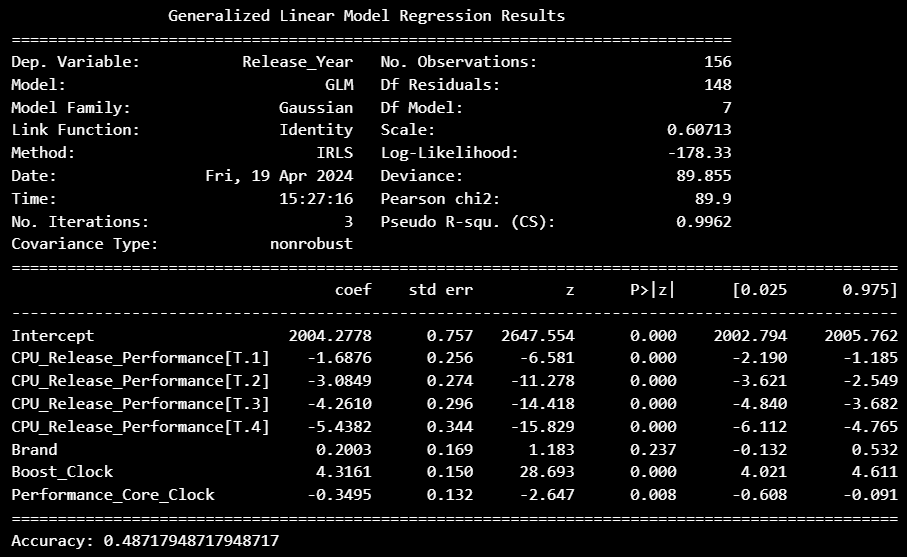 Generalized Linear Model Regression Results
==============================================================================
Dep. Variable: Release_Year No. Observations: 156
Model: GLM Df Residuals: 148
Model Family: Gaussian Df Model: 7
Link Function: Identity Scale: 0.60713
Method: IRLS Log-Likelihood: -178.33
Date: Fri, 19 Apr 2024 Deviance: 89.855
Time: 15:27:16 Pearson chi2: 89.9
No. Iterations: 3 Pseudo R-squ. (CS): 0.9962
Covariance Type: nonrobust
================================================================================================
coef std err z P>|z| [0.025 0.975]
------------------------------------------------------------------------------------------------
Intercept 2004.2778 0.757 2647.554 0.000 2002.794 2005.762
CPU_Release_Performance[T.1] -1.6876 0.256 -6.581 0.000 -2.190 -1.185
CPU_Release_Performance[T.2] -3.0849 0.274 -11.278 0.000 -3.621 -2.549
CPU_Release_Performance[T.3] -4.2610 0.296 -14.418 0.000 -4.840 -3.682
CPU_Release_Performance[T.4] -5.4382 0.344 -15.829 0.000 -6.112 -4.765
Brand 0.2003 0.169 1.183 0.237 -0.132 0.532
Boost_Clock 4.3161 0.150 28.693 0.000 4.021 4.611
Performance_Core_Clock -0.3495 0.132 -2.647 0.008 -0.608 -0.091
================================================================================================
Accuracy: 0.48717948717948717